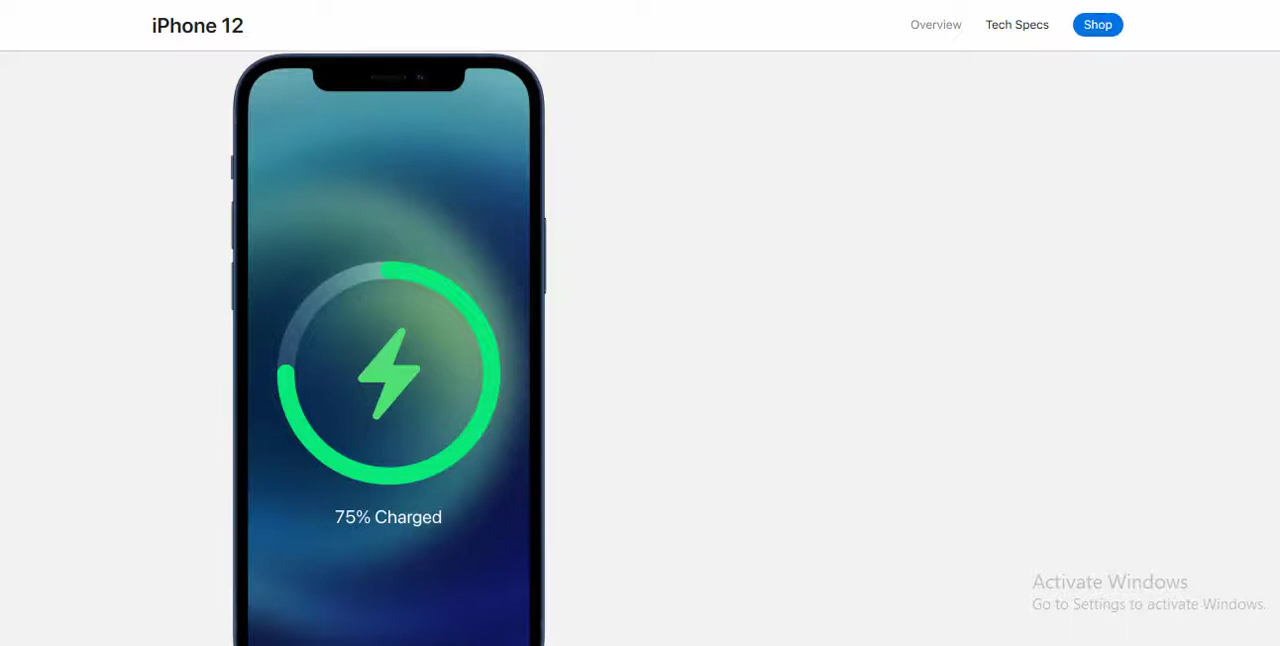 iPhone 12
Overview Tech Specs Shop
75% Charged
Activate Windows
Go to Settings to activate Windows.